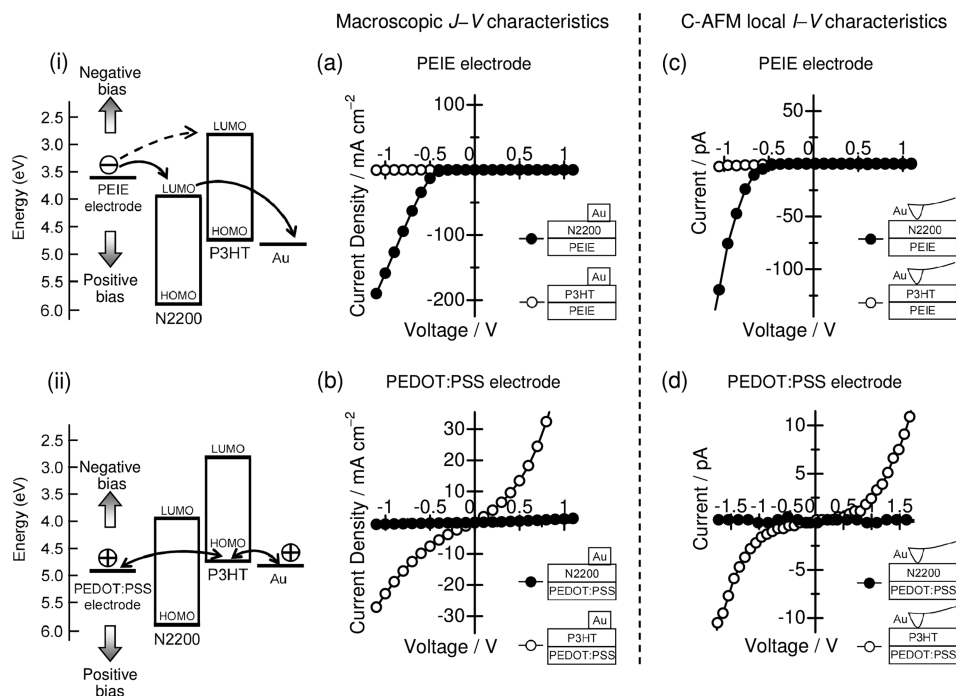 Macroscopic J–V characteristics
C-AFM local I–V characteristics
(i)
Negative
bias
Energy (eV)
2.5
3.0
3.5
4.0
4.5
5.0
5.5
6.0
PEIE
electrode
Positive
bias
LUMO
HOMO
N2200
LUMO
HOMO
P3HT
Au
(a)
PEIE electrode
Current Density / mA cm−2
100
-100
-200
-1
-0.5
0
0.5
1
Voltage / V
Au
N2200
PEIE
Au
P3HT
PEIE
(c)
PEIE electrode
Current / pA
50
-50
-100
-1
-0.5
0
0.5
1
Voltage / V
Au
N2200
PEIE
Au
P3HT
PEIE
(ii)
Negative
bias
Energy (eV)
2.5
3.0
3.5
4.0
4.5
5.0
5.5
6.0
PEDOT:PSS
electrode
Positive
bias
LUMO
HOMO
N2200
LUMO
HOMO
P3HT
Au
(b)
PEDOT:PSS electrode
Current Density / mA cm−2
30
20
10
-10
-20
-30
-1
-0.5
0
0.5
1
Voltage / V
Au
N2200
PEDOT:PSS
Au
P3HT
PEDOT:PSS
(d)
PEDOT:PSS electrode
Current / pA
10
5
-5
-10
-1.5
-1
-0.5
0
0.5
1
1.5
Voltage / V
Au
N2200
PEDOT:PSS
Au
P3HT
PEDOT:PSS